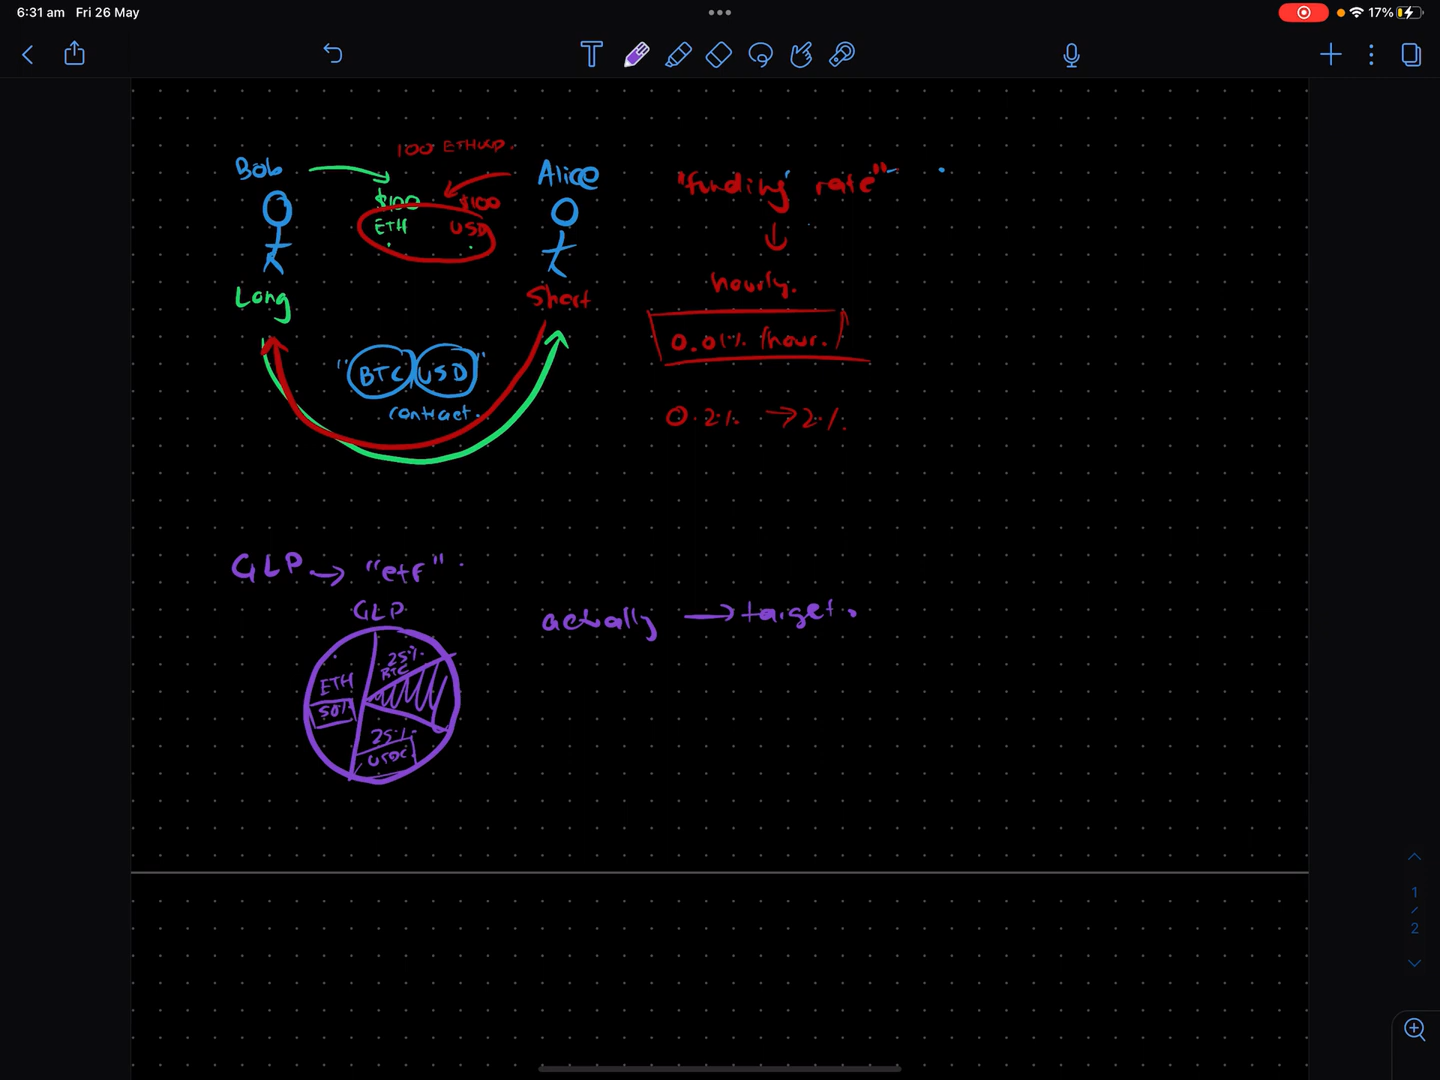 6:31 am Fri 26 May
17%
100 ETHUSD.
Bob
Alice
$100 $100
ETH USD
Long
Short
"BTC USD"
contract.
"funding rate"
hourly.
0.01% /hour.
0.2% → 2%.
GLP → "etf"
GLP
actually → target.
25%
BTC
ETH
50%
25%
USDC
1
/
2